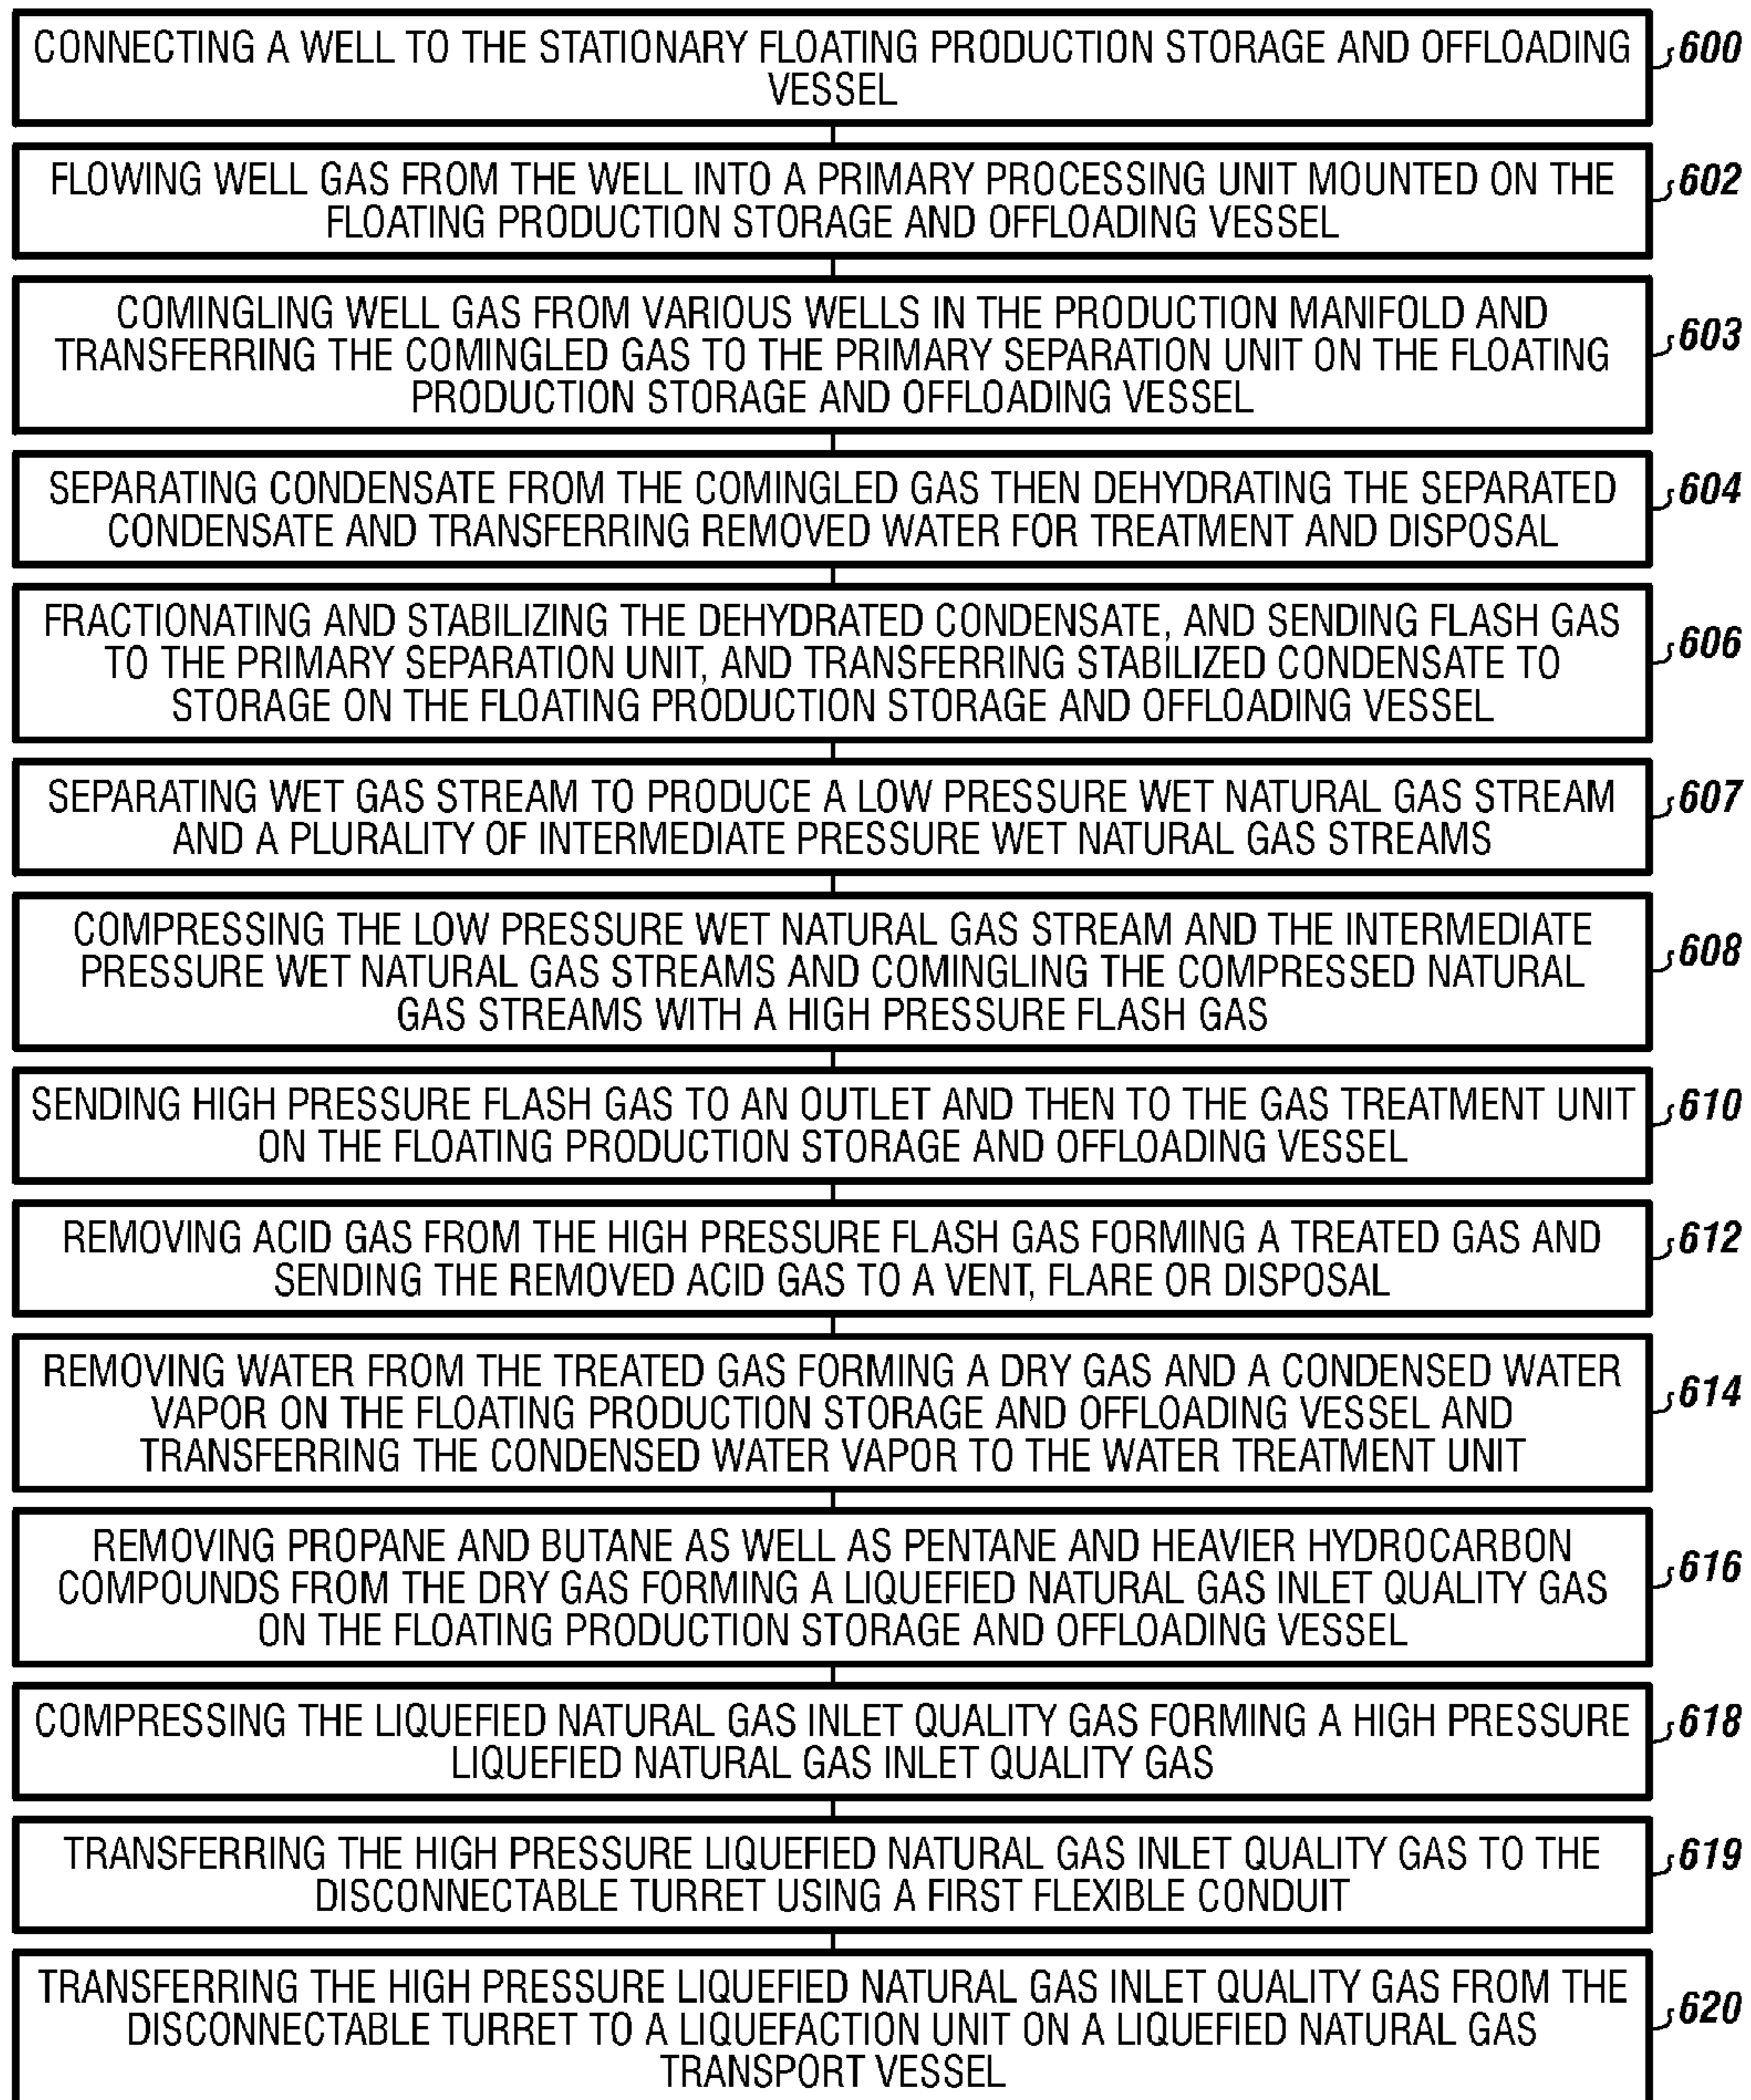 CONNECTING A WELL TO THE STATIONARY FLOATING PRODUCTION STORAGE AND OFFLOADING
VESSEL
600
FLOWING WELL GAS FROM THE WELL INTO A PRIMARY PROCESSING UNIT MOUNTED ON THE
FLOATING PRODUCTION STORAGE AND OFFLOADING VESSEL
602
COMINGLING WELL GAS FROM VARIOUS WELLS IN THE PRODUCTION MANIFOLD AND
TRANSFERRING THE COMINGLED GAS TO THE PRIMARY SEPARATION UNIT ON THE FLOATING
PRODUCTION STORAGE AND OFFLOADING VESSEL
603
SEPARATING CONDENSATE FROM THE COMINGLED GAS THEN DEHYDRATING THE SEPARATED
CONDENSATE AND TRANSFERRING REMOVED WATER FOR TREATMENT AND DISPOSAL
604
FRACTIONATING AND STABILIZING THE DEHYDRATED CONDENSATE, AND SENDING FLASH GAS
TO THE PRIMARY SEPARATION UNIT, AND TRANSFERRING STABILIZED CONDENSATE TO
STORAGE ON THE FLOATING PRODUCTION STORAGE AND OFFLOADING VESSEL
606
SEPARATING WET GAS STREAM TO PRODUCE A LOW PRESSURE WET NATURAL GAS STREAM
AND A PLURALITY OF INTERMEDIATE PRESSURE WET NATURAL GAS STREAMS
607
COMPRESSING THE LOW PRESSURE WET NATURAL GAS STREAM AND THE INTERMEDIATE
PRESSURE WET NATURAL GAS STREAMS AND COMINGLING THE COMPRESSED NATURAL
GAS STREAMS WITH A HIGH PRESSURE FLASH GAS
608
SENDING HIGH PRESSURE FLASH GAS TO AN OUTLET AND THEN TO THE GAS TREATMENT UNIT
ON THE FLOATING PRODUCTION STORAGE AND OFFLOADING VESSEL
610
REMOVING ACID GAS FROM THE HIGH PRESSURE FLASH GAS FORMING A TREATED GAS AND
SENDING THE REMOVED ACID GAS TO A VENT, FLARE OR DISPOSAL
612
REMOVING WATER FROM THE TREATED GAS FORMING A DRY GAS AND A CONDENSED WATER
VAPOR ON THE FLOATING PRODUCTION STORAGE AND OFFLOADING VESSEL AND
TRANSFERRING THE CONDENSED WATER VAPOR TO THE WATER TREATMENT UNIT
614
REMOVING PROPANE AND BUTANE AS WELL AS PENTANE AND HEAVIER HYDROCARBON
COMPOUNDS FROM THE DRY GAS FORMING A LIQUEFIED NATURAL GAS INLET QUALITY GAS
ON THE FLOATING PRODUCTION STORAGE AND OFFLOADING VESSEL
616
COMPRESSING THE LIQUEFIED NATURAL GAS INLET QUALITY GAS FORMING A HIGH PRESSURE
LIQUEFIED NATURAL GAS INLET QUALITY GAS
618
TRANSFERRING THE HIGH PRESSURE LIQUEFIED NATURAL GAS INLET QUALITY GAS TO THE
DISCONNECTABLE TURRET USING A FIRST FLEXIBLE CONDUIT
619
TRANSFERRING THE HIGH PRESSURE LIQUEFIED NATURAL GAS INLET QUALITY GAS FROM THE
DISCONNECTABLE TURRET TO A LIQUEFACTION UNIT ON A LIQUEFIED NATURAL GAS
TRANSPORT VESSEL
620